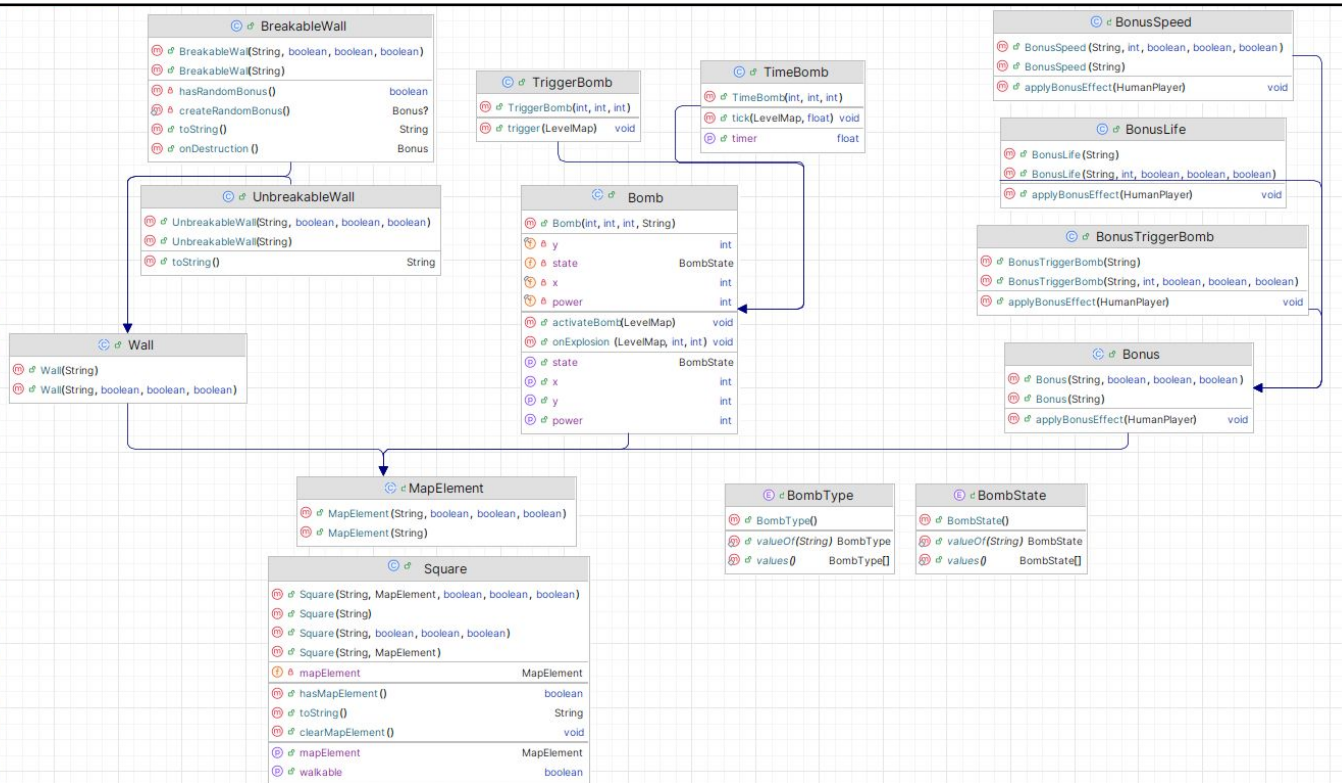 BreakableWall
BreakableWall(String, boolean, boolean, boolean)
BreakableWall(String)
hasRandomBonus() boolean
createRandomBonus() Bonus?
toString() String
onDestruction () Bonus
TriggerBomb
TriggerBomb(int, int, int)
trigger (LevelMap) void
TimeBomb
TimeBomb(int, int, int)
tick(LevelMap, float) void
timer float
BonusSpeed
BonusSpeed (String, int, boolean, boolean, boolean)
BonusSpeed (String)
applyBonusEffect(HumanPlayer) void
BonusLife
BonusLife(String)
BonusLife(String, int, boolean, boolean, boolean)
applyBonusEffect(HumanPlayer) void
UnbreakableWall
UnbreakableWall(String, boolean, boolean, boolean)
UnbreakableWall(String)
toString() String
Bomb
Bomb(int, int, int, String)
y int
state BombState
x int
power int
activateBomb(LevelMap) void
onExplosion (LevelMap, int, int) void
state BombState
x int
y int
power int
BonusTriggerBomb
BonusTriggerBomb(String)
BonusTriggerBomb(String, int, boolean, boolean, boolean)
applyBonusEffect(HumanPlayer) void
Wall
Wall(String)
Wall(String, boolean, boolean, boolean)
Bonus
Bonus(String, boolean, boolean, boolean)
Bonus(String)
applyBonusEffect(HumanPlayer) void
MapElement
MapElement(String, boolean, boolean, boolean)
MapElement(String)
BombType
BombType()
valueOf(String) BombType
values() BombType[]
BombState
BombState()
valueOf(String) BombState
values() BombState[]
Square
Square(String, MapElement, boolean, boolean, boolean)
Square(String)
Square(String, boolean, boolean, boolean)
Square(String, MapElement)
mapElement MapElement
hasMapElement() boolean
toString() String
clearMapElement() void
mapElement MapElement
walkable boolean